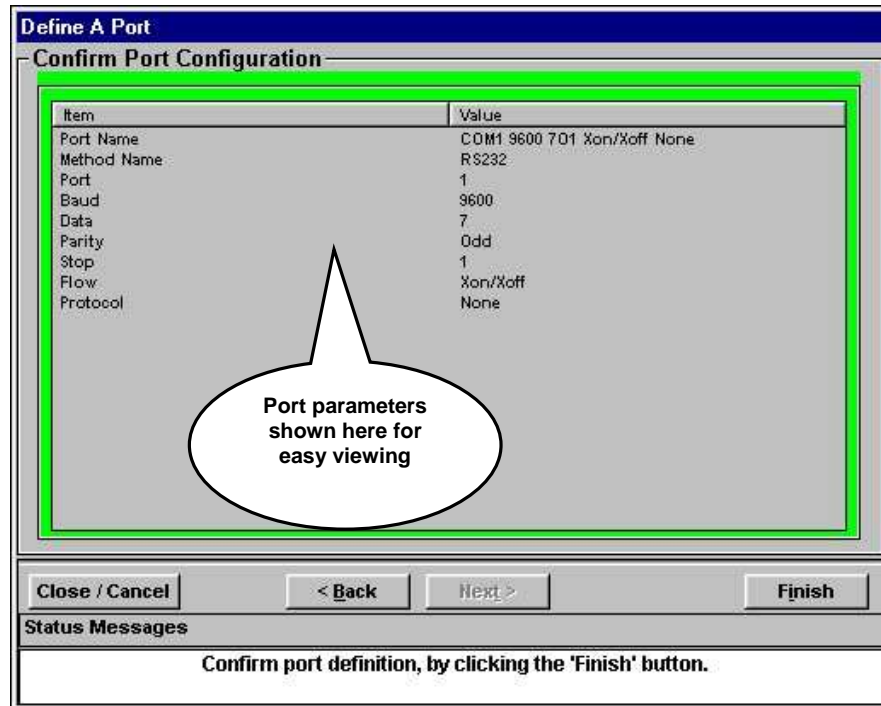 Define A Port
Confirm Port Configuration
Item Value
Port Name COM1 9600 7O1 Xon/Xoff None
Method Name RS232
Port 1
Baud 9600
Data 7
Parity Odd
Stop 1
Flow Xon/Xoff
Protocol None
Port parameters
shown here for
easy viewing
Close / Cancel < Back Next > Finish
Status Messages
Confirm port definition, by clicking the 'Finish' button.